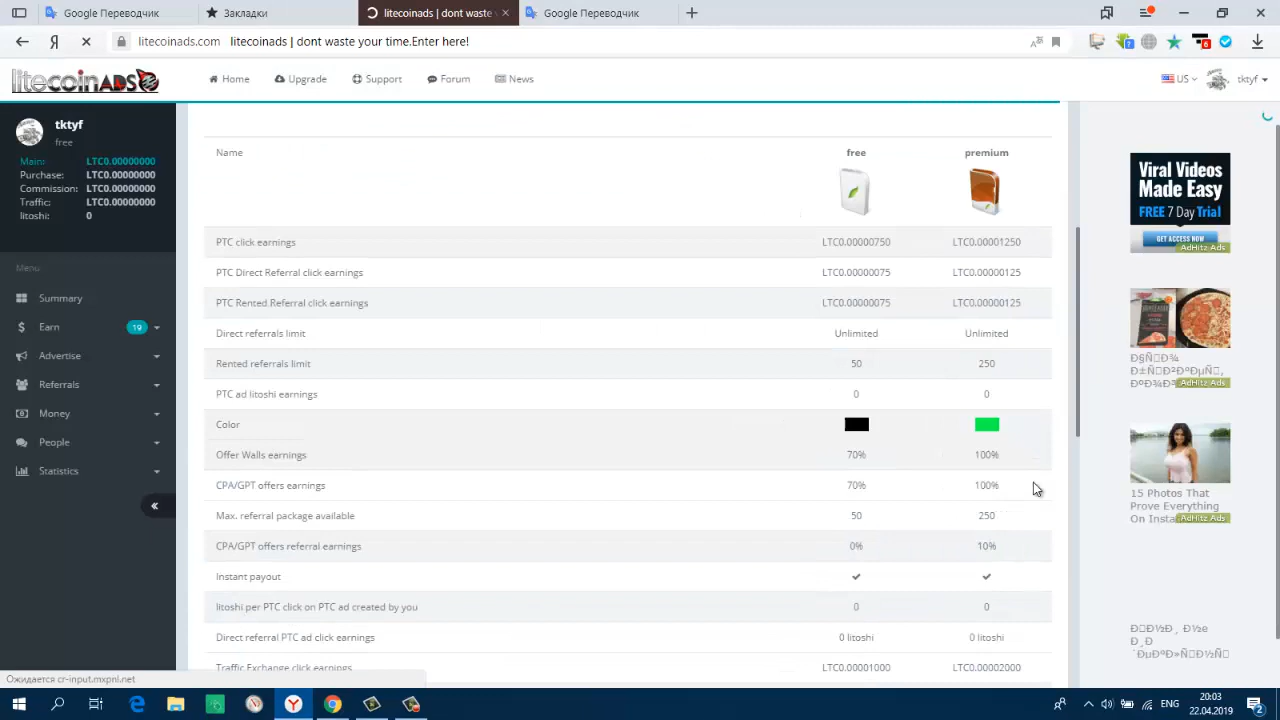 Google Переводчик
Закладки
litecoinads | dont waste
Google Переводчик
litecoinads.com litecoinads | dont waste your time.Enter here!
litecoinADS
Home
Upgrade
Support
Forum
News
US
tktyf
tktyf
free
Main: LTC0.00000000
Purchase: LTC0.00000000
Commission: LTC0.00000000
Traffic: LTC0.00000000
litoshi: 0
Menu
Summary
Earn 19
Advertise
Referrals
Money
People
Statistics
Name free premium
PTC click earnings LTC0.00000750 LTC0.00001250
PTC Direct Referral click earnings LTC0.00000075 LTC0.00000125
PTC Rented Referral click earnings LTC0.00000075 LTC0.00000125
Direct referrals limit Unlimited Unlimited
Rented referrals limit 50 250
PTC ad litoshi earnings 0 0
Color
Offer Walls earnings 70% 100%
CPA/GPT offers earnings 70% 100%
Max. referral package available 50 250
CPA/GPT offers referral earnings 0% 10%
Instant payout
litoshi per PTC click on PTC ad created by you 0 0
Direct referral PTC ad click earnings 0 litoshi 0 litoshi
Traffic Exchange click earnings LTC0.00001000 LTC0.00002000
Viral Videos
Made Easy
FREE 7 Day Trial
GET ACCESS NOW
AdHitz Ads
AdHitz Ads
15 Photos That
Prove Everything
On Insta
AdHitz Ads
Ожидается cr-input.mxpnl.net
ENG
20:03
22.04.2019
2